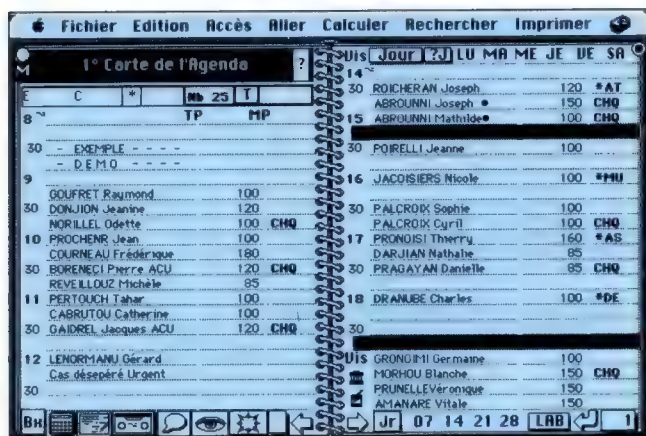 Fichier Edition Accès Aller Calculer Rechercher Imprimer
M 1° Carte de l'Agenda ?
E C * Nb 25 T
8 TP MP
30 - EXEMPLE - - - -
- DEMO - - - -
9
GOUFRET Raymond 100
30 DONJION Jeanine 120
NORILLEL Odette 100 CHQ
10 PROCHENR Jean 100
COURNEAU Frédérique 180
30 BORENECI Pierre ACU 120 CHQ
REVEILLOUZ Michèle 85
11 PERTOUCH Tahar 100
CABRUTOU Catherine 100
30 GAIDREL Jacques ACU 120 CHQ
12 LENORMANU Gérard
Cas désepéré Urgent
30
Bx
Vis Jour ?J LU MA ME JE VE SA
14
30 ROICHERAN Joseph 120 *AT
ABROUNNI Joseph • 150 CHQ
15 ABROUNNI Mathilde• 100 CHQ
30 POIRELLI Jeanne 100
16 JACOISIERS Nicole 100 *MU
30 PALCROIX Sophie 100
PALCROIX Cyril 100 CHQ
17 PRONOISI Thierry 160 *AS
DARJIAN Nathalie 85
30 PRAGAYAN Danielle 85 CHQ
18 DRANUBE Charles 100 *DE
30
Vis GRONGIMI Germaine 100
MORHOU Blanche 150 CHQ
PRUNELLEVéronique 150
AMANARE Vitale 150
Jr 07 14 21 28 LAB 1